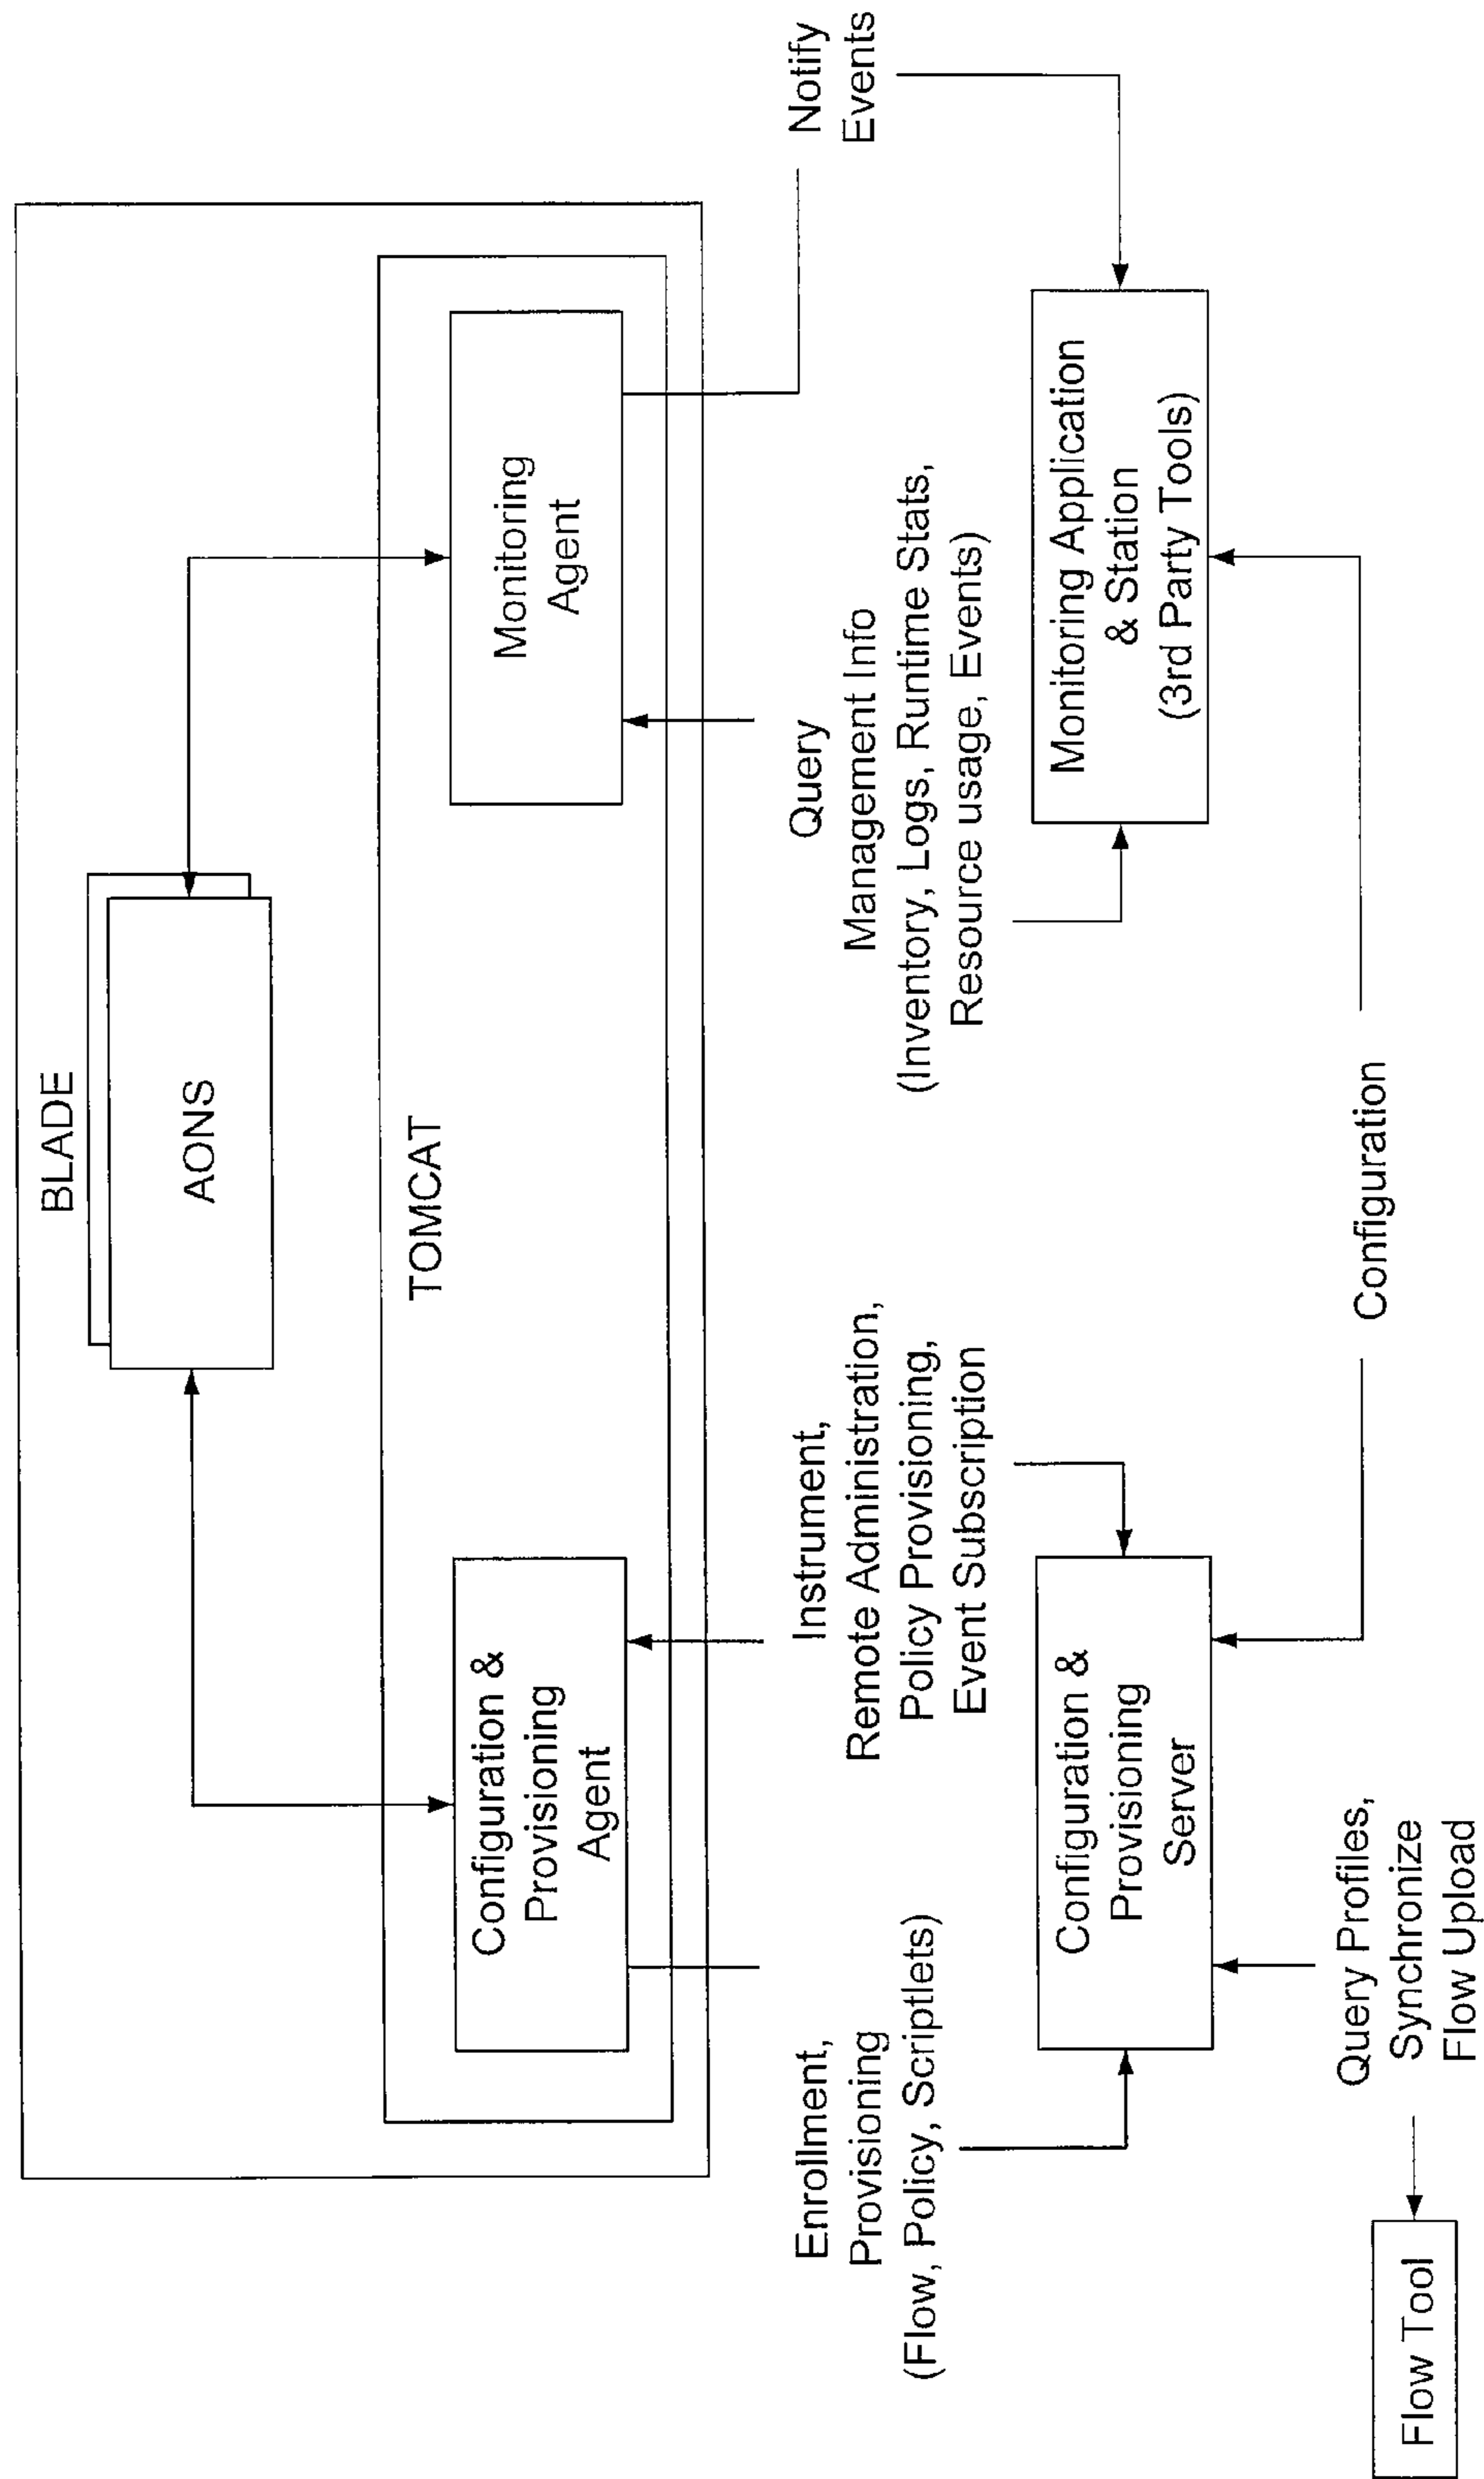 BLADE
AONS
TOMCAT
Configuration &
Provisioning
Agent
Monitoring
Agent
Enrollment,
Provisioning
(Flow, Policy, Scriptlets)
Instrument,
Remote Administration,
Policy Provisioning,
Event Subscription
Query
Management Info
(Inventory, Logs, Runtime Stats,
Resource usage, Events)
Notify
Events
Configuration &
Provisioning
Server
Monitoring Application
& Station
(3rd Party Tools)
Query Profiles,
Synchronize
Flow Upload
Configuration
Flow Tool